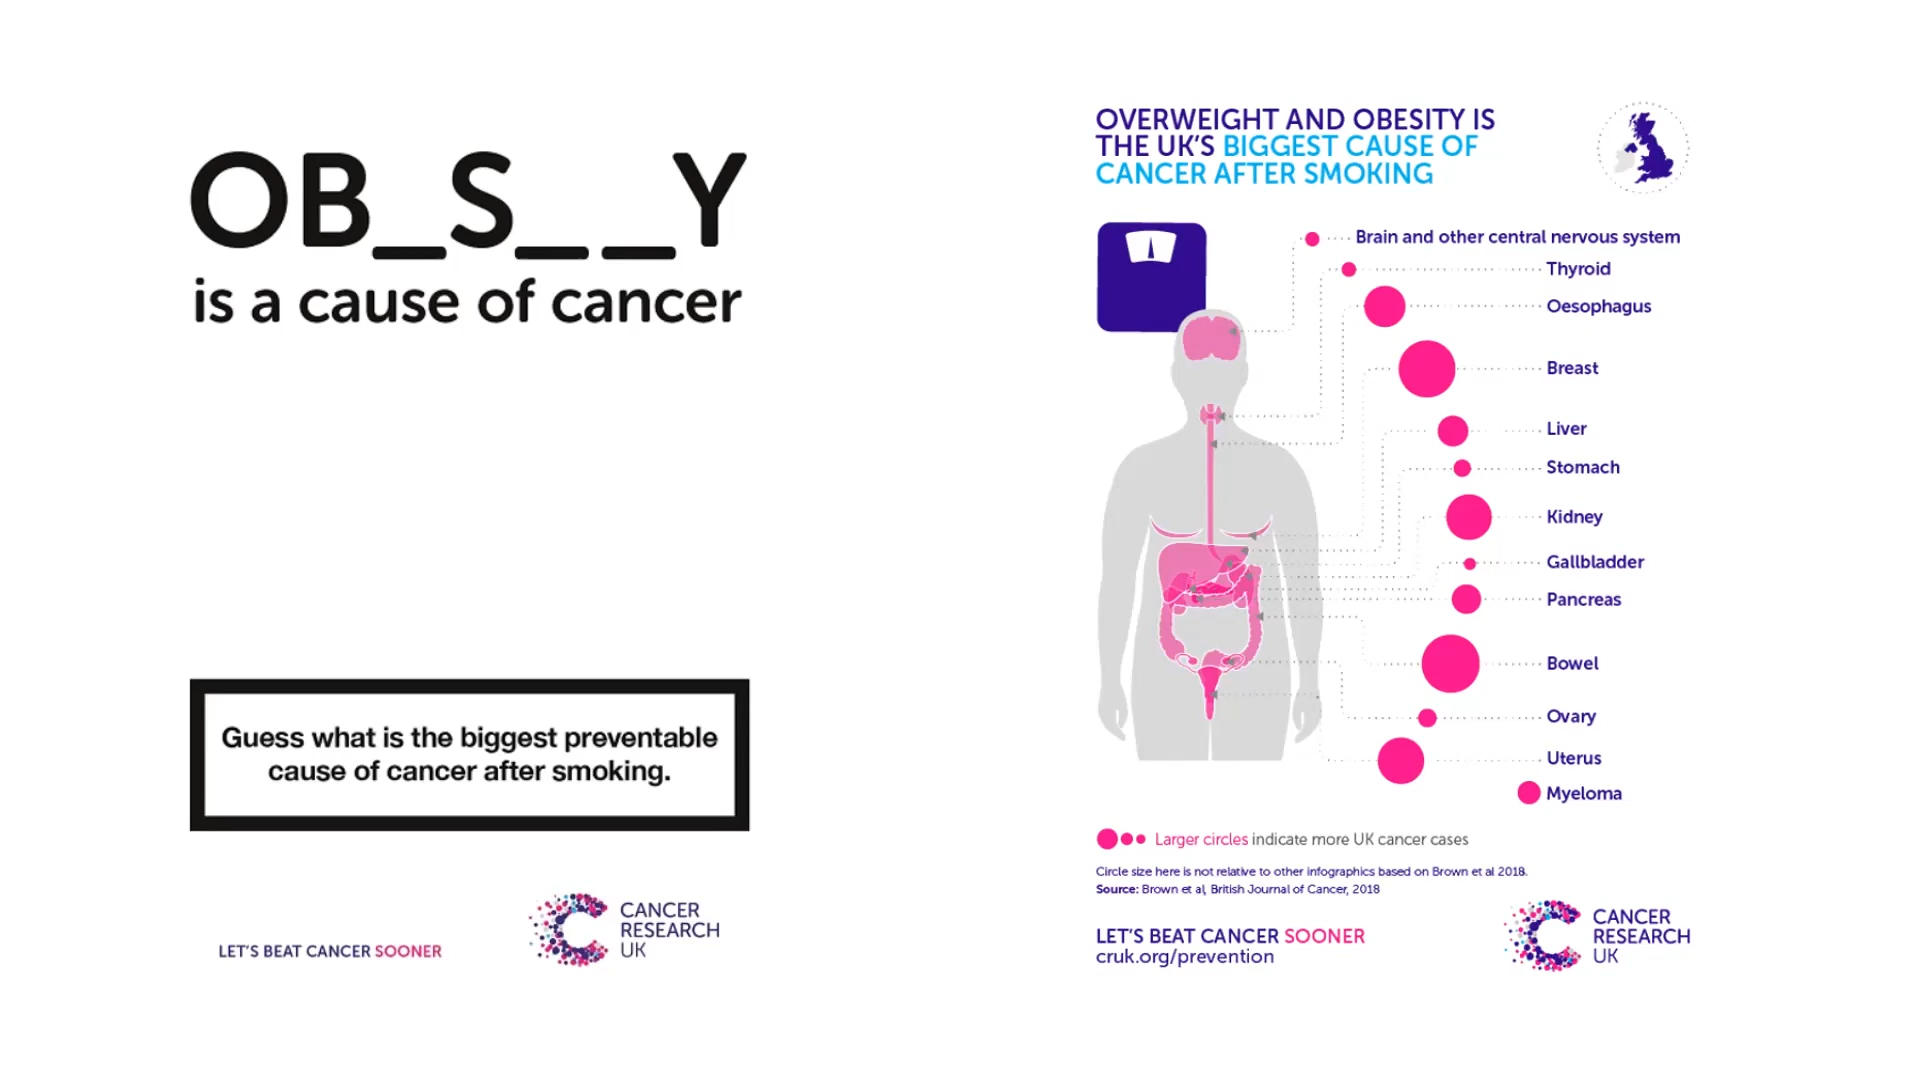 OB_S__Y
is a cause of cancer
Guess what is the biggest preventable
cause of cancer after smoking.
LET'S BEAT CANCER SOONER
CANCER
RESEARCH
UK
OVERWEIGHT AND OBESITY IS
THE UK'S BIGGEST CAUSE OF
CANCER AFTER SMOKING
Brain and other central nervous system
Thyroid
Oesophagus
Breast
Liver
Stomach
Kidney
Gallbladder
Pancreas
Bowel
Ovary
Uterus
Myeloma
Larger circles indicate more UK cancer cases
Circle size here is not relative to other infographics based on Brown et al 2018.
Source: Brown et al, British Journal of Cancer, 2018
LET'S BEAT CANCER SOONER
cruk.org/prevention
CANCER
RESEARCH
UK